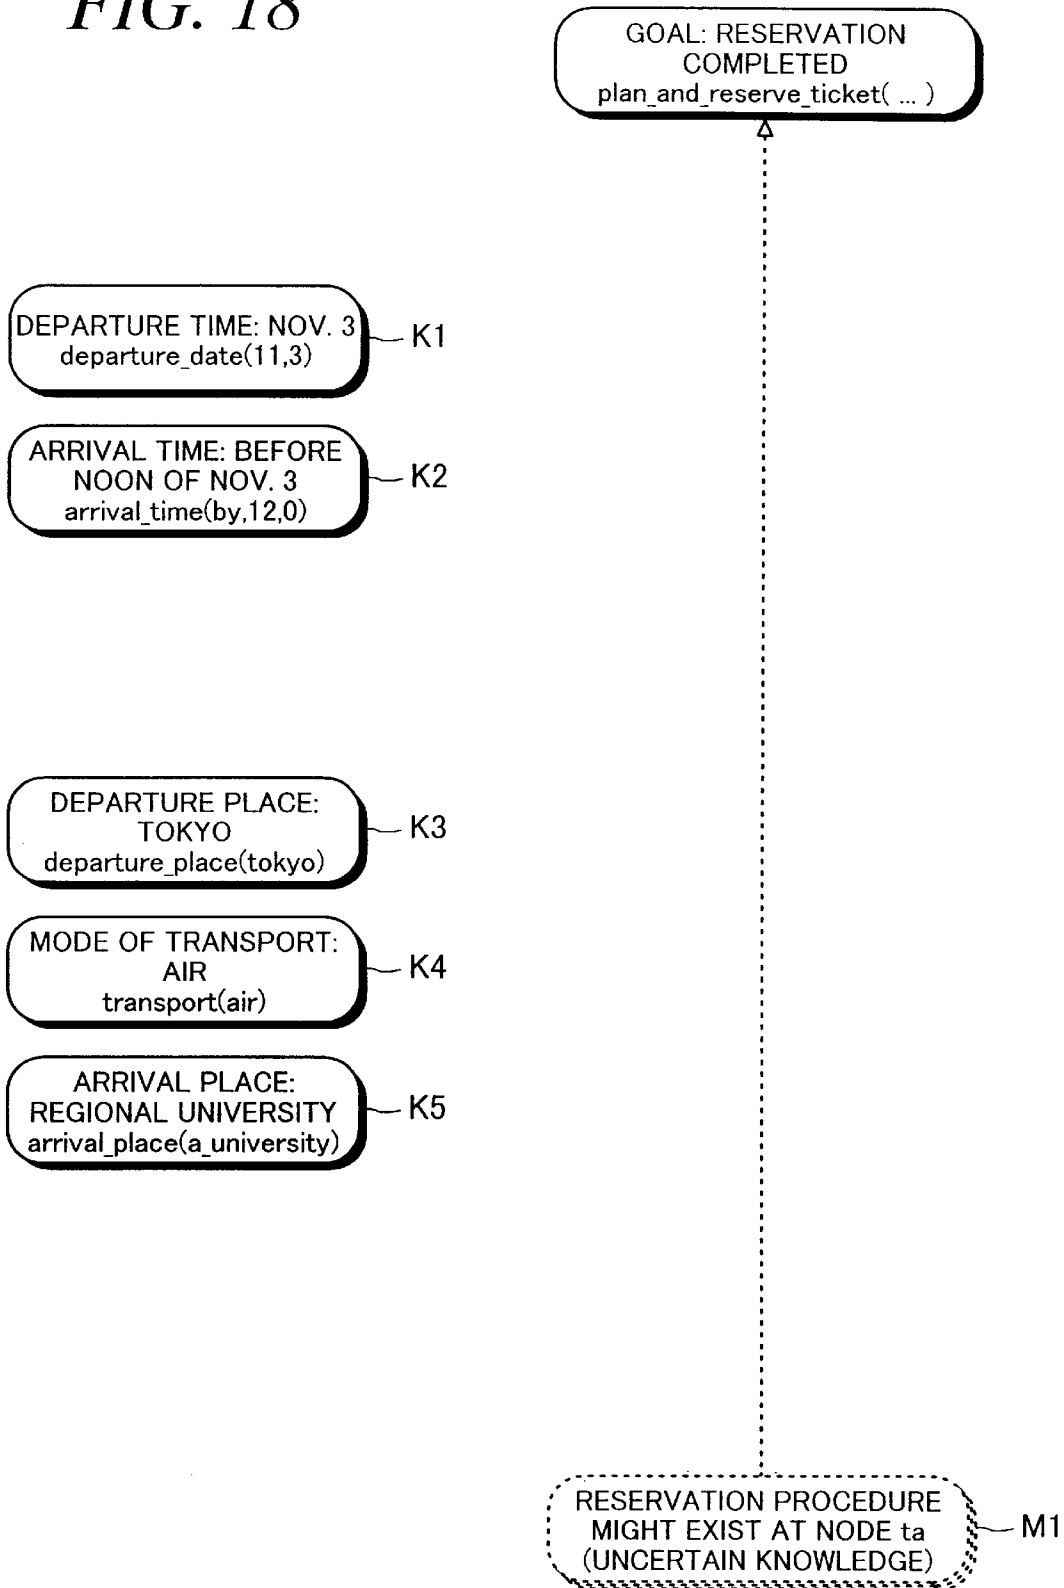 FIG. 18
GOAL: RESERVATION
COMPLETED
plan_and_reserve_ticket( ... )
DEPARTURE TIME: NOV. 3
departure_date(11,3)
K1
ARRIVAL TIME: BEFORE
NOON OF NOV. 3
arrival_time(by,12,0)
K2
DEPARTURE PLACE:
TOKYO
departure_place(tokyo)
K3
MODE OF TRANSPORT:
AIR
transport(air)
K4
ARRIVAL PLACE:
REGIONAL UNIVERSITY
arrival_place(a_university)
K5
RESERVATION PROCEDURE
MIGHT EXIST AT NODE ta
(UNCERTAIN KNOWLEDGE)
M1